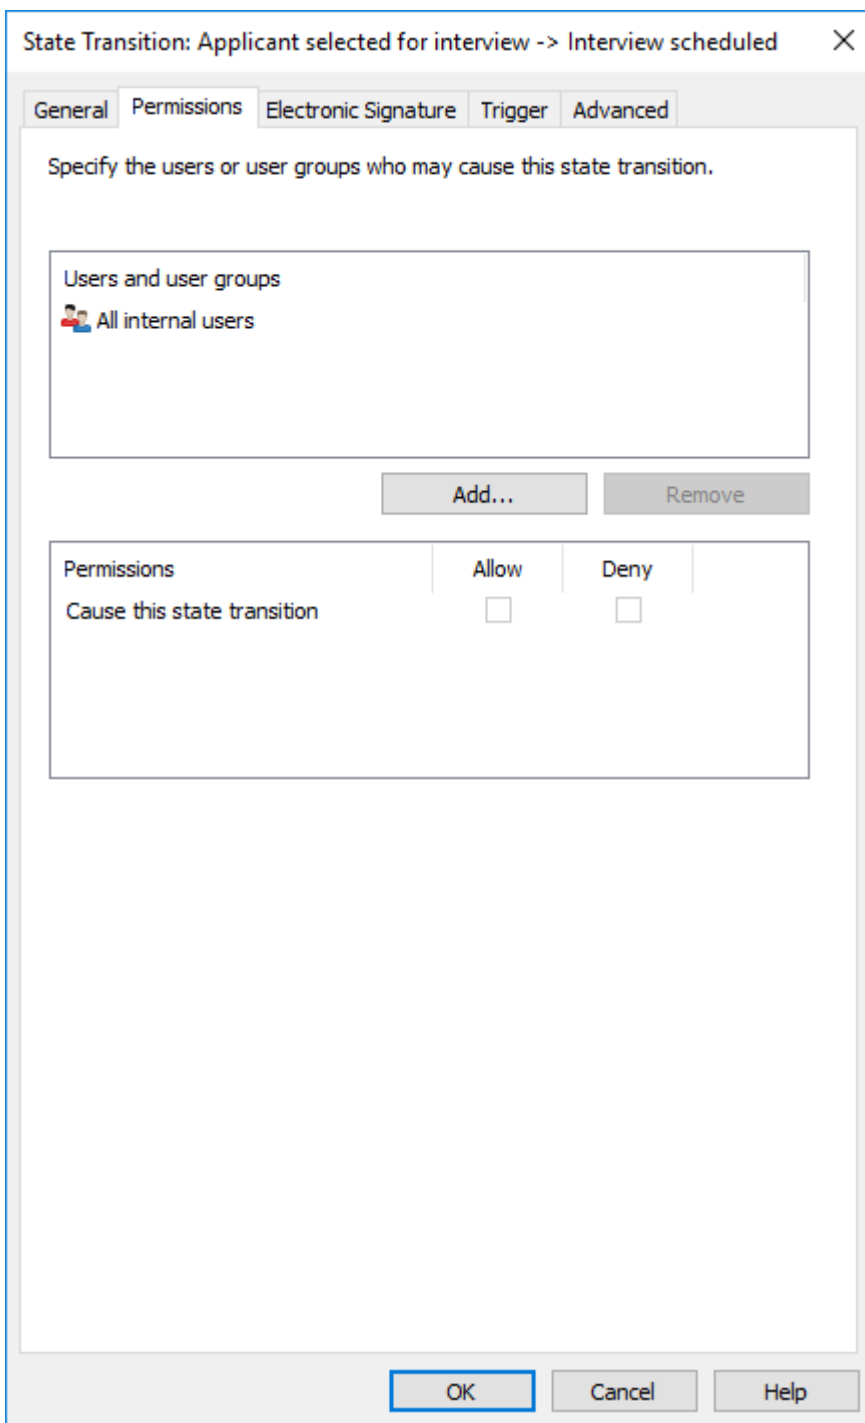 State Transition: Applicant selected for interview -> Interview scheduled
General Permissions Electronic Signature Trigger Advanced
Specify the users or user groups who may cause this state transition.
Users and user groups
All internal users
Add... Remove
Permissions Allow Deny
Cause this state transition
OK Cancel Help